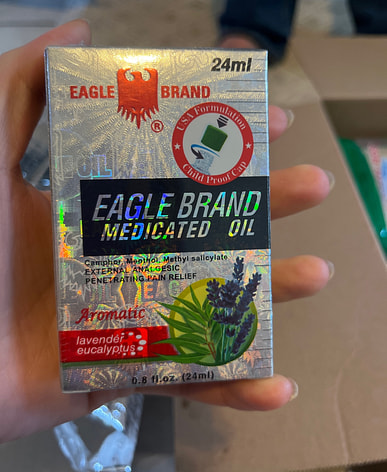 24ml
EAGLE BRAND
®
USA Formulation
Child Proof Cap
EAGLE BRAND
MEDICATED OIL
Camphor, Menthol, Methyl salicylate
EXTERNAL ANALGESIC
PENETRATING PAIN RELIEF
Aromatic
lavender
eucalyptus
0.8 fl.oz. (24ml)